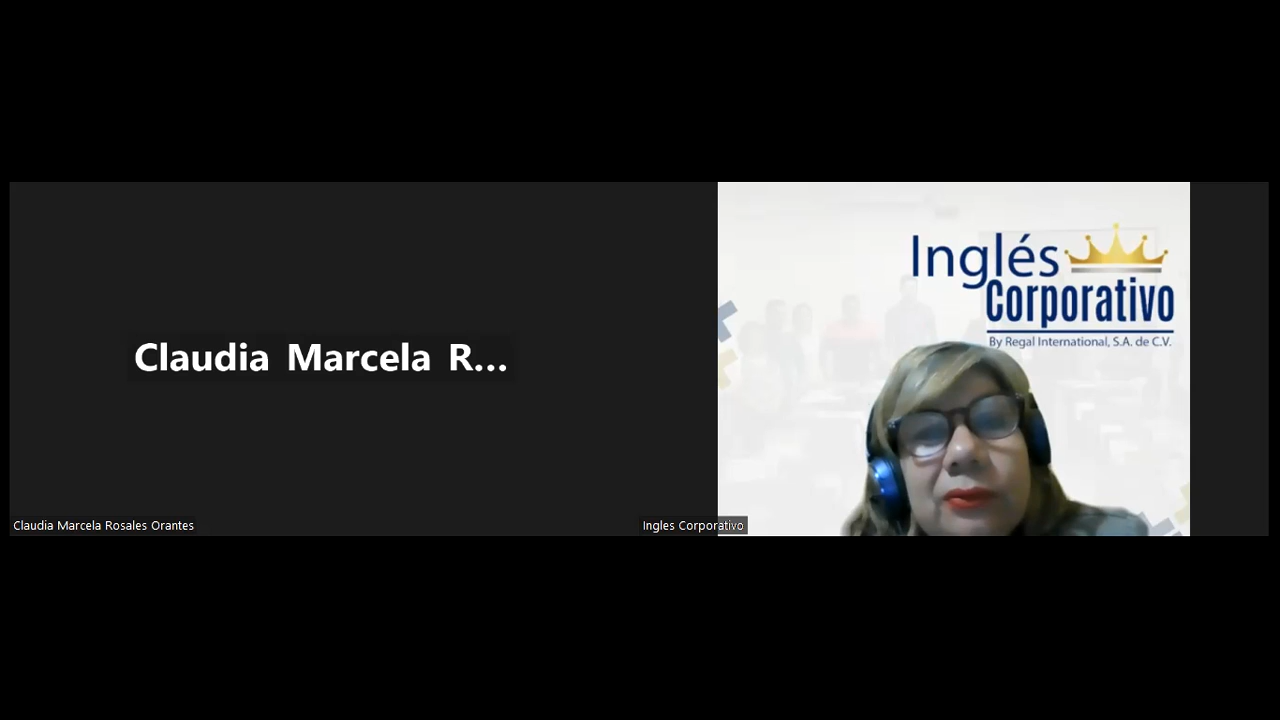 Claudia Marcela R...
Claudia Marcela Rosales Orantes
Inglés
Corporativo
By Regal International, S.A. de C.V.
Ingles Corporativo